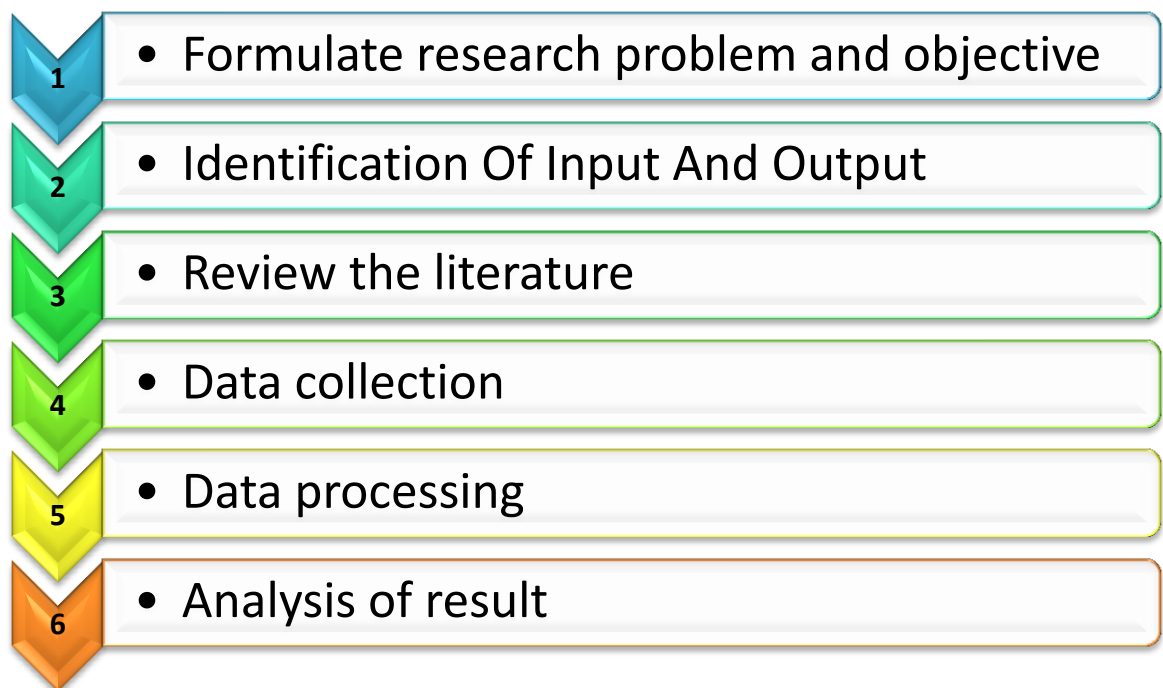 1 • Formulate research problem and objective
2 • Identification Of Input And Output
3 • Review the literature
4 • Data collection
5 • Data processing
6 • Analysis of result